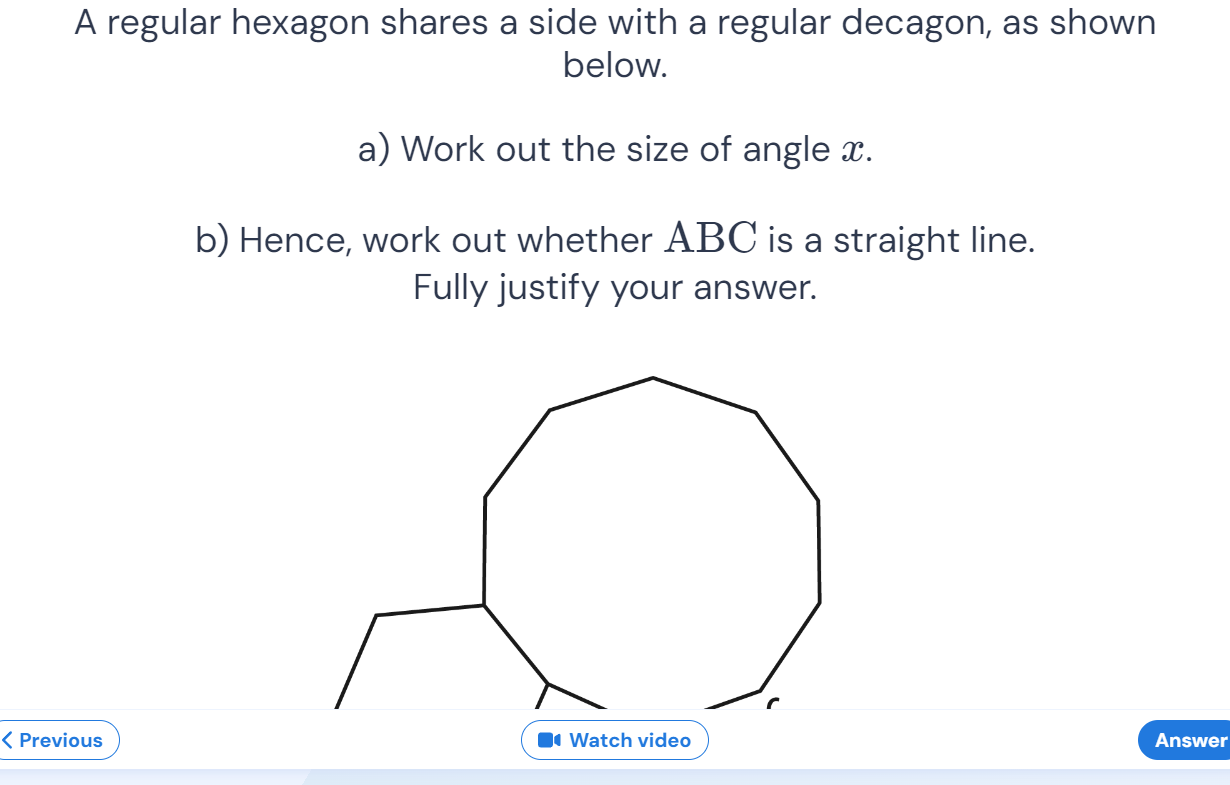 A regular hexagon shares a side with a regular decagon, as shown
below.
a) Work out the size of angle x.
b) Hence, work out whether ABC is a straight line.
Fully justify your answer.
Previous
Watch video
Answer